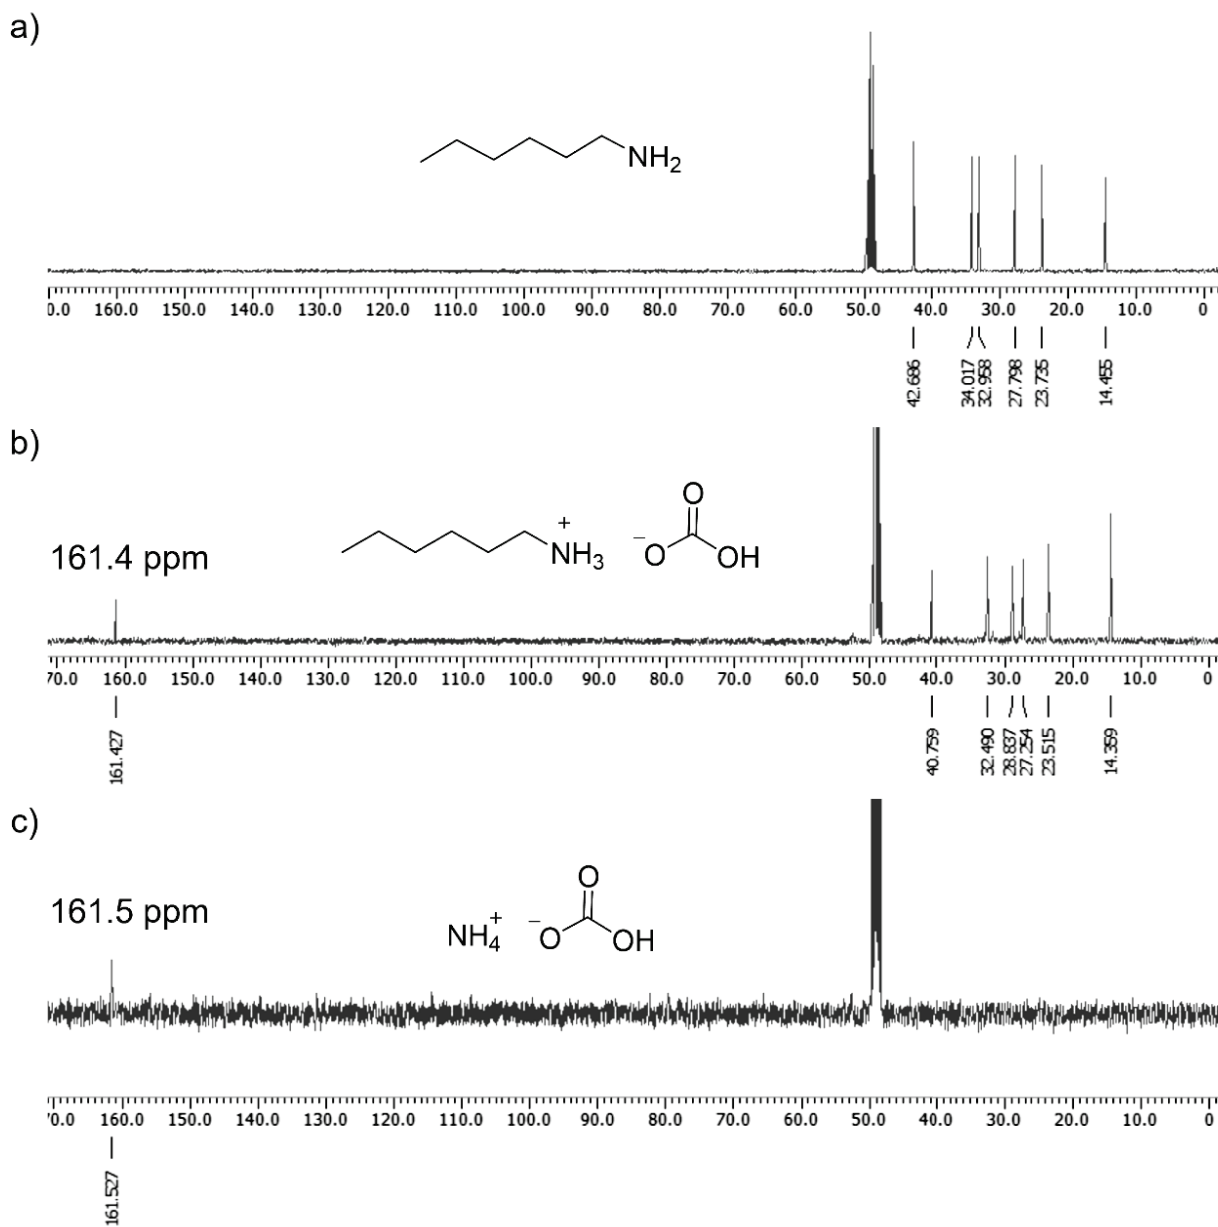 a)
NH2
0.0 160.0 150.0 140.0 130.0 120.0 110.0 100.0 90.0 80.0 70.0 60.0 50.0 40.0 30.0 20.0 10.0 0
42.686 34.017 32.958 27.798 23.735 14.455
b)
161.4 ppm
+
NH3
O
−O OH
70.0 160.0 150.0 140.0 130.0 120.0 110.0 100.0 90.0 80.0 70.0 60.0 50.0 40.0 30.0 20.0 10.0 0
161.427 40.759 32.490 28.837 27.254 23.515 14.359
c)
161.5 ppm
NH4+
O
−O OH
0.0 160.0 150.0 140.0 130.0 120.0 110.0 100.0 90.0 80.0 70.0 60.0 50.0 40.0 30.0 20.0 10.0 0
161.527